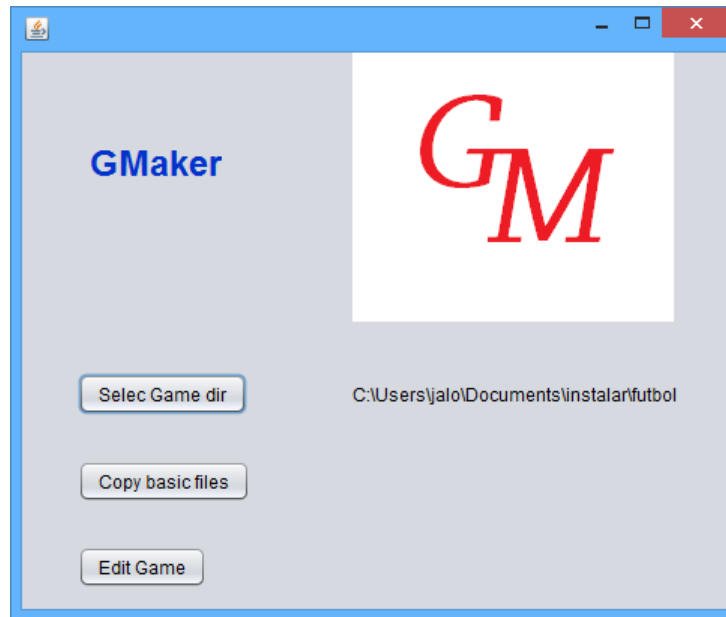 GM
GMaker
Selec Game dir
C:\Users\jalo\Documents\instalar\futbol
Copy basic files
Edit Game